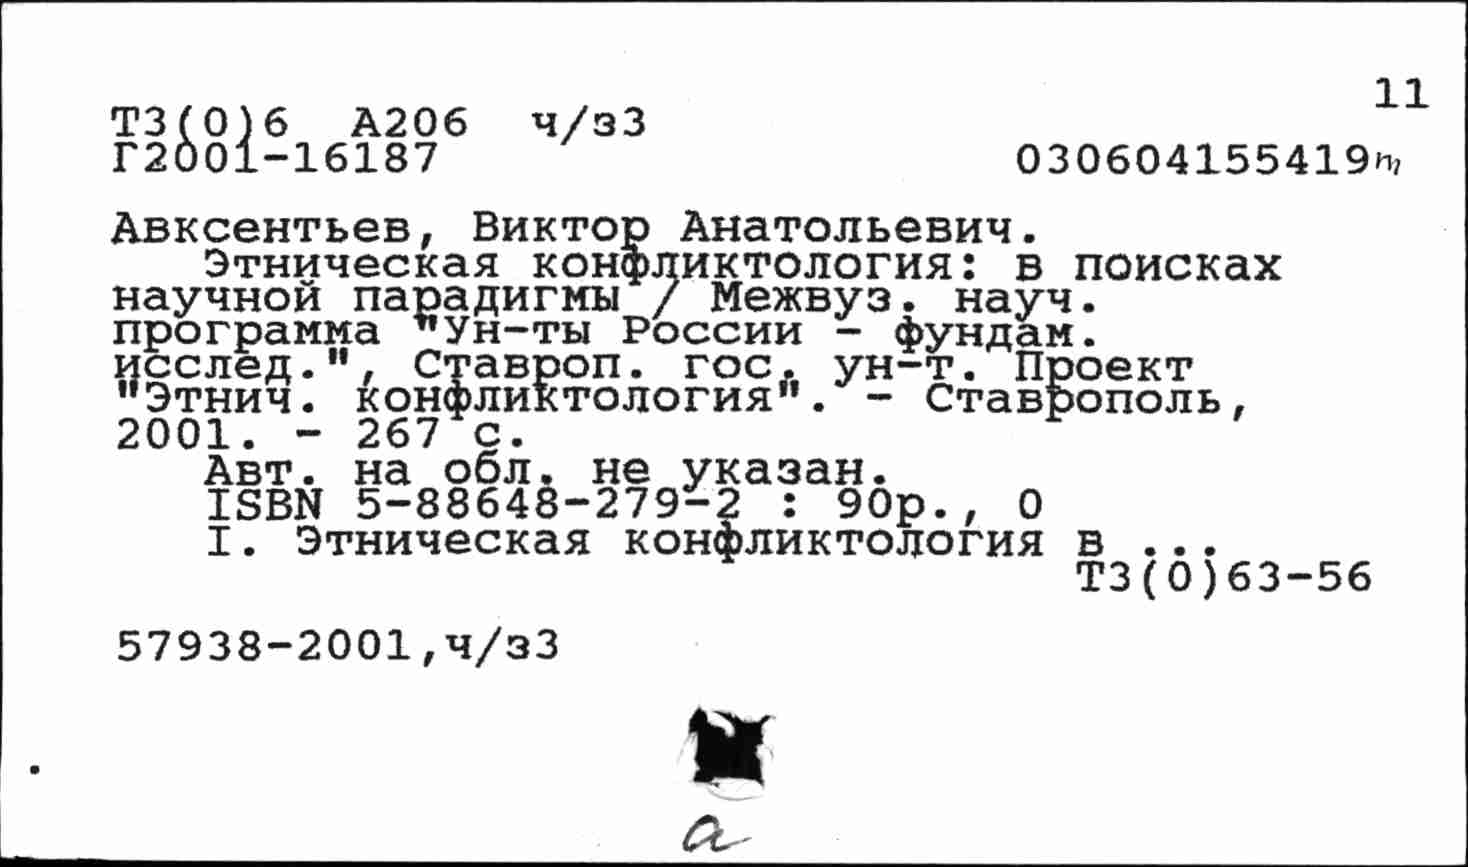 11
Т3(0)6 А206 ч/з3
Г2001-16187 030604155419m
Авксентьев, Виктор Анатольевич.
Этническая конфликтология: в поисках
научной парадигмы / Межвуз. науч.
программа "Ун-ты России - фундам.
исслед.", Ставроп. гос. ун-т. Проект
"Этнич. конфликтология". - Ставрополь,
2001. - 267 с.
Авт. на обл. не указан.
ISBN 5-88648-279-2 : 90р., 0
I. Этническая конфликтология в ...
Т3(0)63-56
57938-2001,ч/з3
а